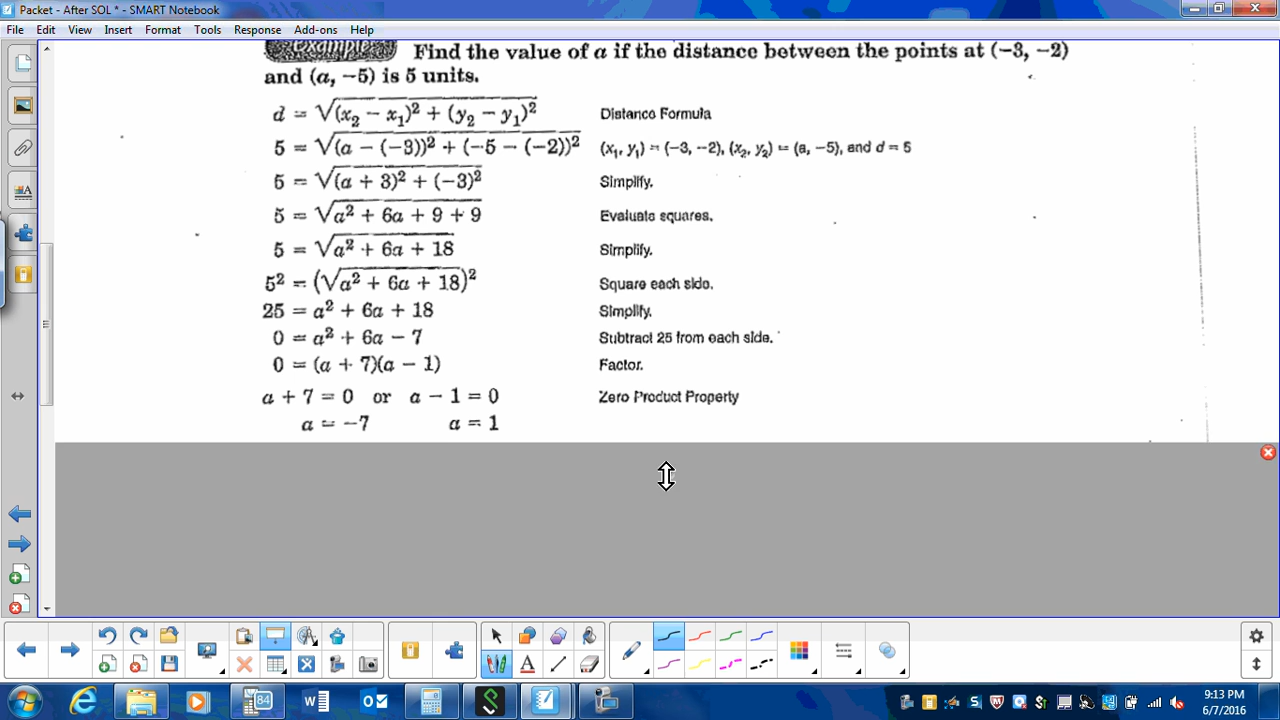 Packet - After SOL * - SMART Notebook
File Edit View Insert Format Tools Response Add-ons Help
Example Find the value of a if the distance between the points at (−3, −2)
and (a, −5) is 5 units.
d = √(x₂ − x₁)² + (y₂ − y₁)² Distance Formula
5 = √(a − (−3))² + (−5 − (−2))² (x₁, y₁) = (−3, −2), (x₂, y₂) = (a, −5), and d = 5
5 = √(a + 3)² + (−3)² Simplify.
5 = √a² + 6a + 9 + 9 Evaluate squares.
5 = √a² + 6a + 18 Simplify.
5² = (√a² + 6a + 18)² Square each side.
25 = a² + 6a + 18 Simplify.
0 = a² + 6a − 7 Subtract 25 from each side.
0 = (a + 7)(a − 1) Factor.
a + 7 = 0 or a − 1 = 0 Zero Product Property
a = −7 a = 1
84
9:13 PM
6/7/2016